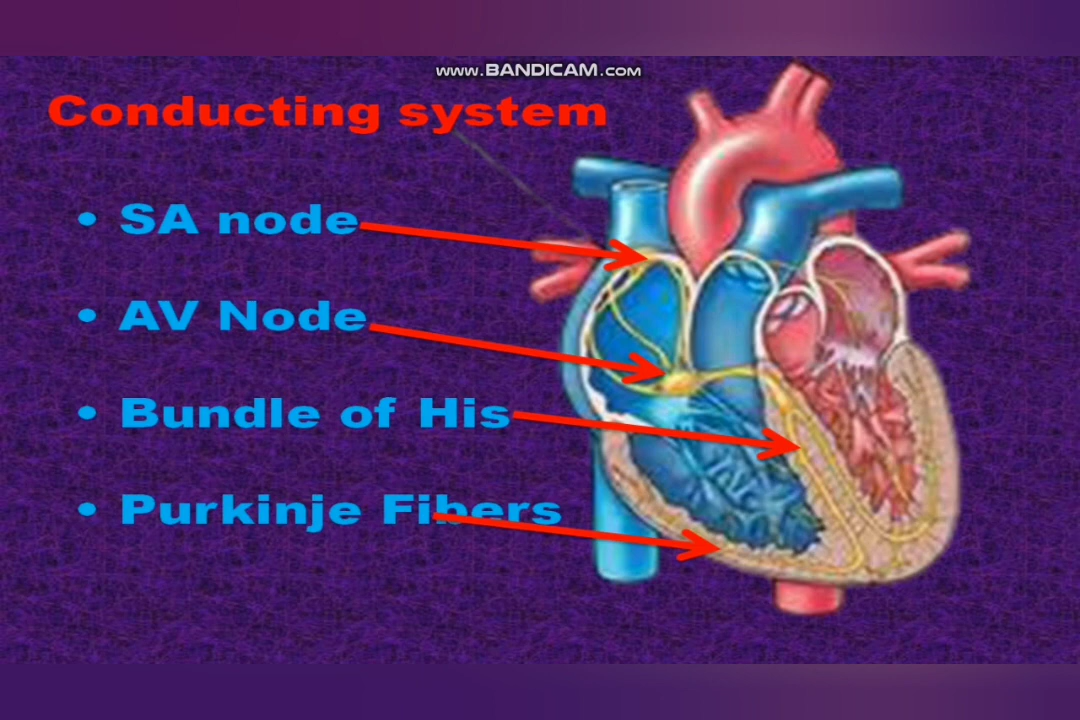 www.BANDICAM.com
Conducting system
• SA node
• AV Node
• Bundle of His
• Purkinje Fibers